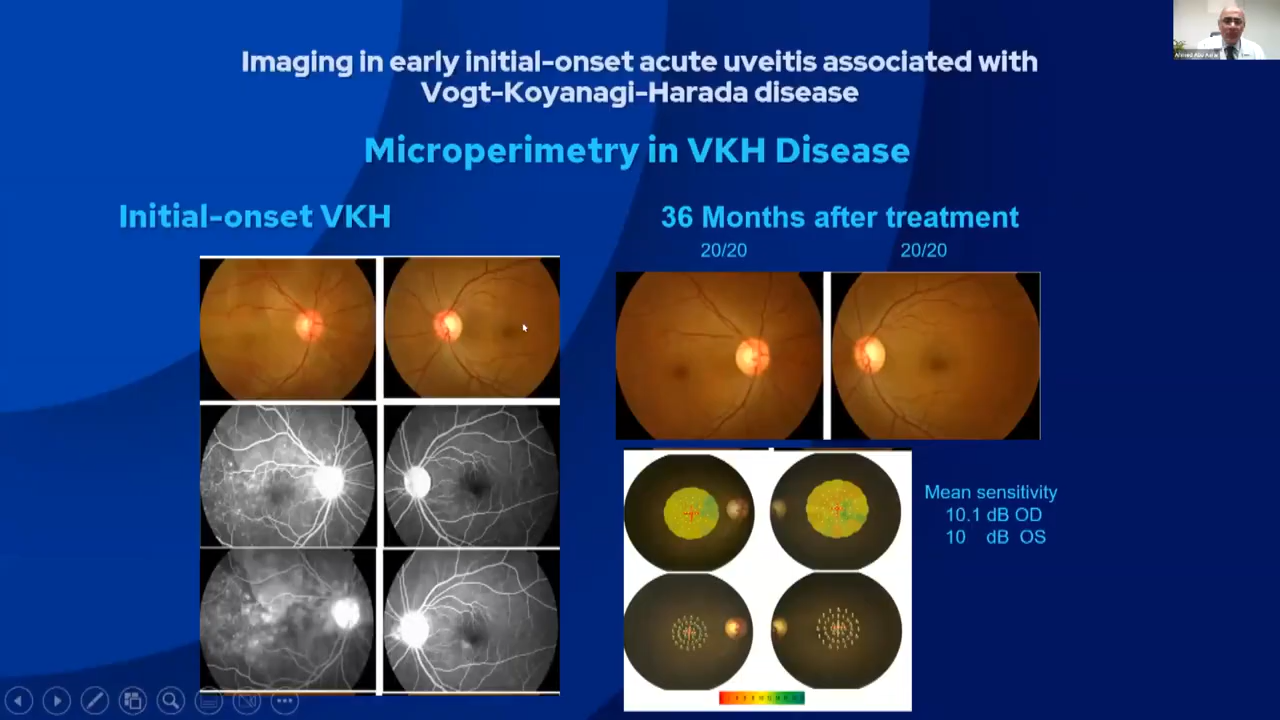 Imaging in early initial-onset acute uveitis associated with
Vogt-Koyanagi-Harada disease
Microperimetry in VKH Disease
Initial-onset VKH
36 Months after treatment
20/20 20/20
Mean sensitivity
10.1 dB OD
10 dB OS